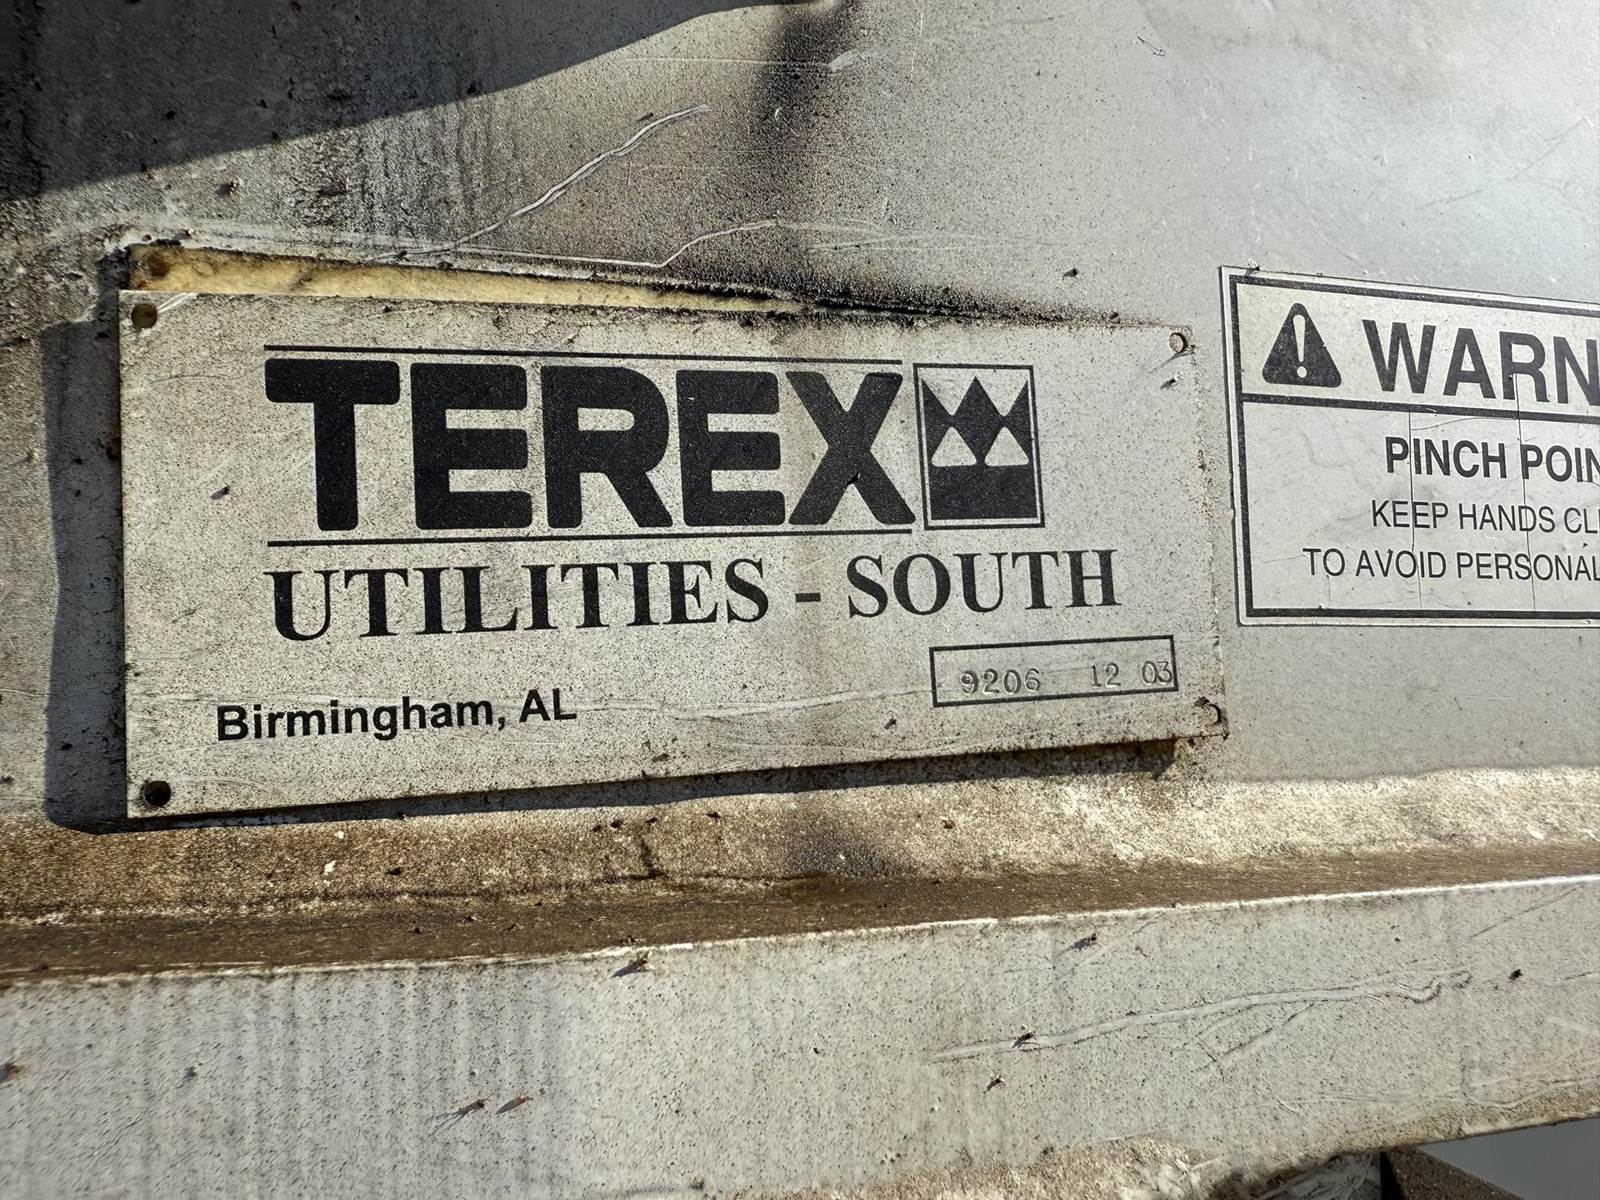 TEREX
UTILITIES - SOUTH
9206 12 03
Birmingham, AL
WARN
PINCH POIN
KEEP HANDS CL
TO AVOID PERSONAL